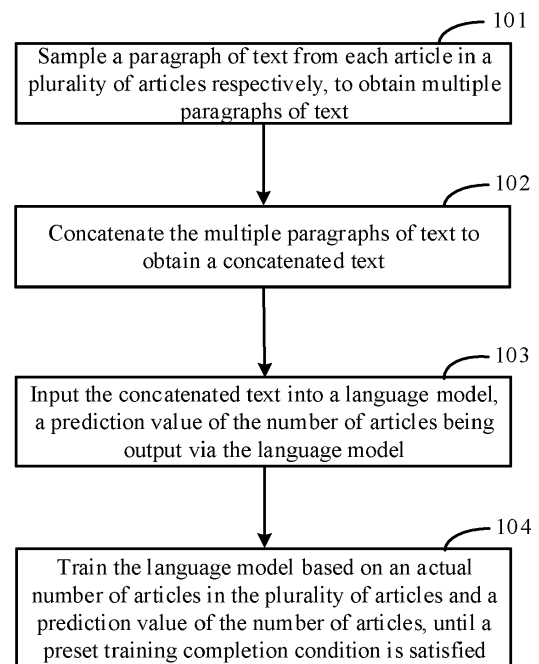 101
Sample a paragraph of text from each article in a
plurality of articles respectively, to obtain multiple
paragraphs of text
102
Concatenate the multiple paragraphs of text to
obtain a concatenated text
103
Input the concatenated text into a language model,
a prediction value of the number of articles being
output via the language model
104
Train the language model based on an actual
number of articles in the plurality of articles and a
prediction value of the number of articles, until a
preset training completion condition is satisfied